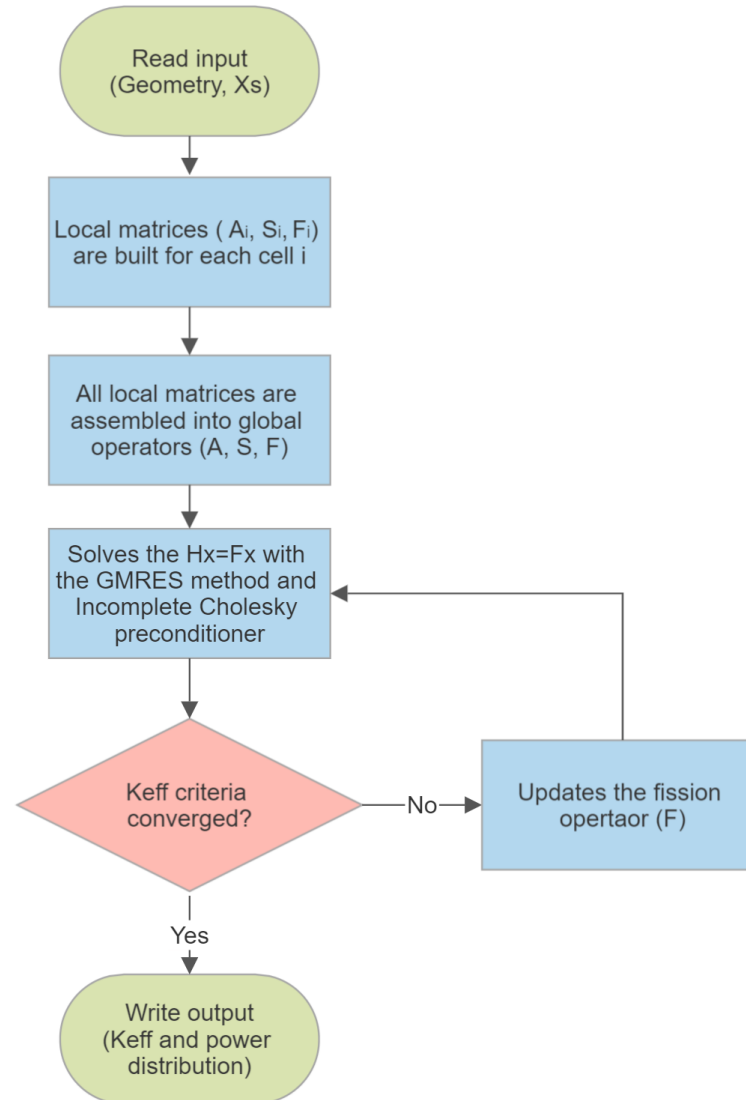 Read input
(Geometry, Xs)
Local matrices ( Ai, Si, Fi)
are built for each cell i
All local matrices are
assembled into global
operators (A, S, F)
Solves the Hx=Fx with
the GMRES method and
Incomplete Cholesky
preconditioner
Keff criteria
converged?
No
Updates the fission
opertaor (F)
Yes
Write output
(Keff and power
distribution)